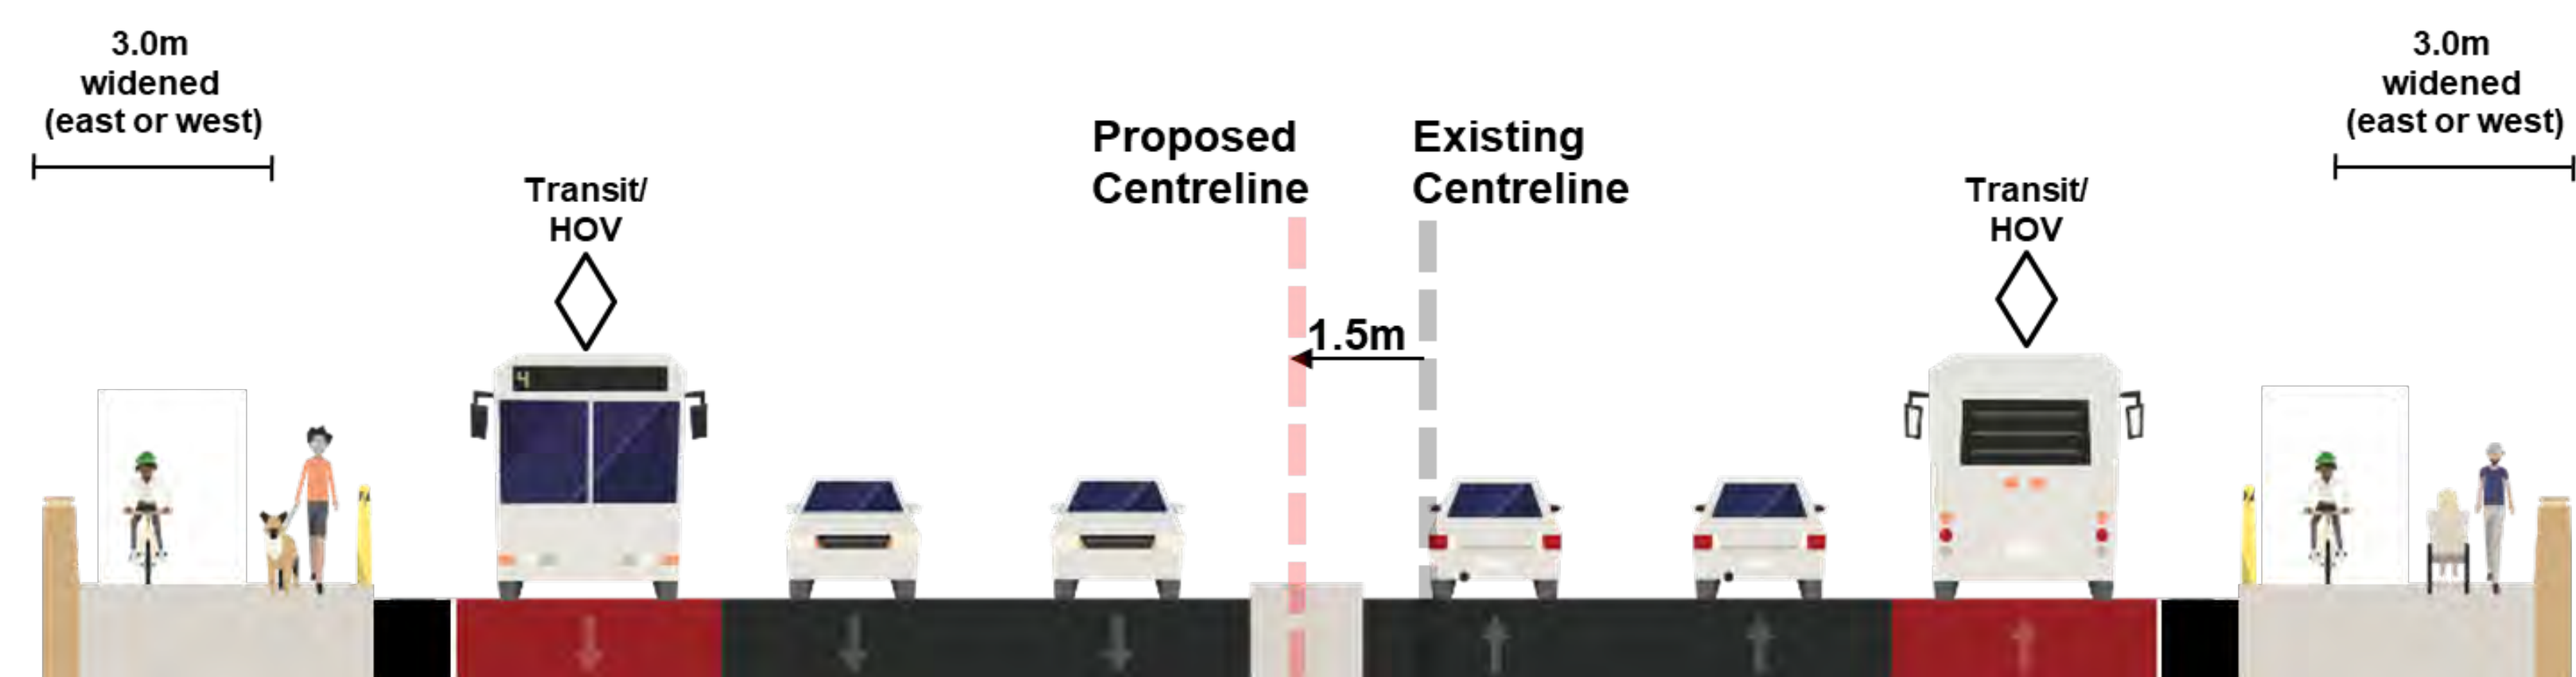 3.0m
widened
(east or west)
Transit/
HOV
4
Proposed
Centreline
Existing
Centreline
1.5m
Transit/
HOV
3.0m
widened
(east or west)